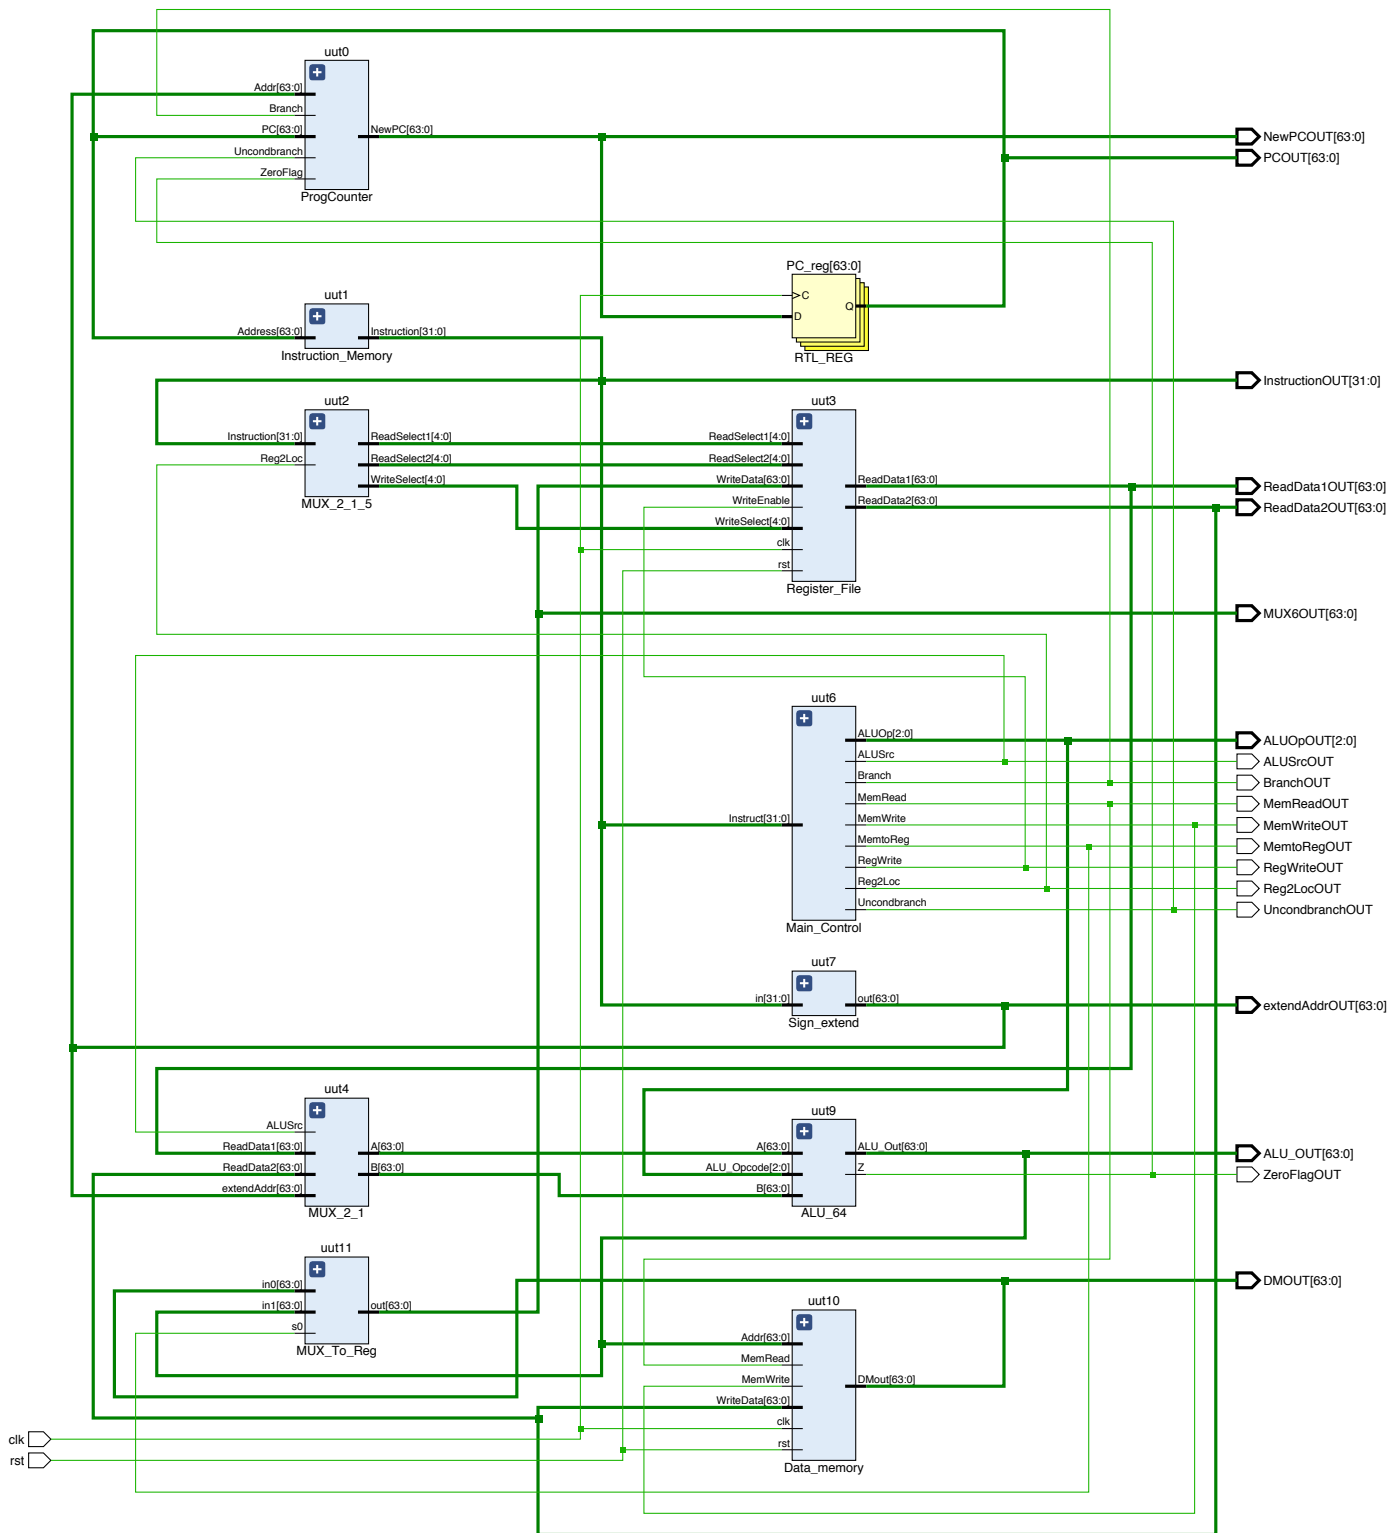 uut0
Addr[63:0]
Branch
PC[63:0]
NewPC[63:0]
Uncondbranch
ZeroFlag
ProgCounter
NewPCOUT[63:0]
PCOUT[63:0]
PC_reg[63:0]
C
Q
D
RTL_REG
uut1
Address[63:0]
Instruction[31:0]
Instruction_Memory
InstructionOUT[31:0]
uut2
Instruction[31:0]
Reg2Loc
ReadSelect1[4:0]
ReadSelect2[4:0]
WriteSelect[4:0]
MUX_2_1_5
uut3
ReadSelect1[4:0]
ReadSelect2[4:0]
WriteData[63:0]
WriteEnable
WriteSelect[4:0]
clk
rst
ReadData1[63:0]
ReadData2[63:0]
Register_File
ReadData1OUT[63:0]
ReadData2OUT[63:0]
MUX6OUT[63:0]
uut6
Instruct[31:0]
ALUOp[2:0]
ALUSrc
Branch
MemRead
MemWrite
MemtoReg
RegWrite
Reg2Loc
Uncondbranch
Main_Control
ALUOpOUT[2:0]
ALUSrcOUT
BranchOUT
MemReadOUT
MemWriteOUT
MemtoRegOUT
RegWriteOUT
Reg2LocOUT
UncondbranchOUT
uut7
in[31:0]
out[63:0]
Sign_extend
extendAddrOUT[63:0]
uut4
ALUSrc
ReadData1[63:0]
ReadData2[63:0]
extendAddr[63:0]
A[63:0]
B[63:0]
MUX_2_1
uut9
A[63:0]
ALU_Opcode[2:0]
B[63:0]
ALU_Out[63:0]
Z
ALU_64
ALU_OUT[63:0]
ZeroFlagOUT
uut11
in0[63:0]
in1[63:0]
s0
out[63:0]
MUX_To_Reg
DMOUT[63:0]
uut10
Addr[63:0]
MemRead
MemWrite
WriteData[63:0]
clk
rst
DMout[63:0]
Data_memory
clk
rst